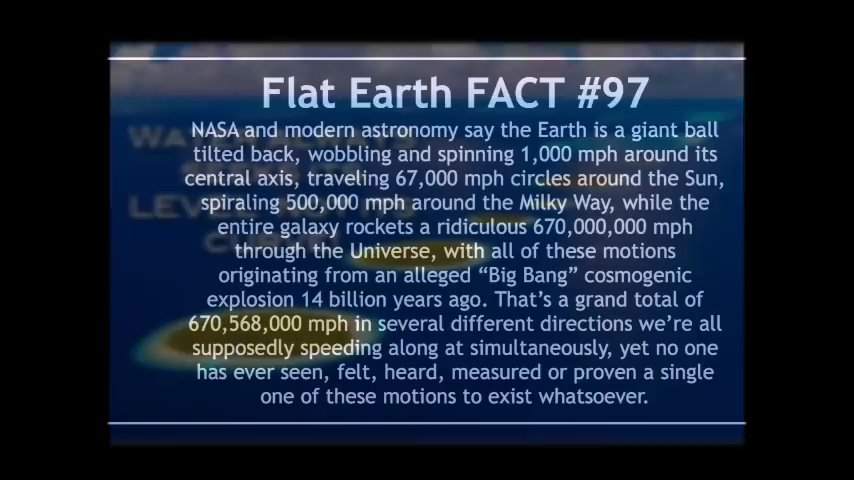 Flat Earth FACT #97
NASA and modern astronomy say the Earth is a giant ball
tilted back, wobbling and spinning 1,000 mph around its
central axis, traveling 67,000 mph circles around the Sun,
spiraling 500,000 mph around the Milky Way, while the
entire galaxy rockets a ridiculous 670,000,000 mph
through the Universe, with all of these motions
originating from an alleged “Big Bang” cosmogenic
explosion 14 billion years ago. That’s a grand total of
670,568,000 mph in several different directions we’re all
supposedly speeding along at simultaneously, yet no one
has ever seen, felt, heard, measured or proven a single
one of these motions to exist whatsoever.